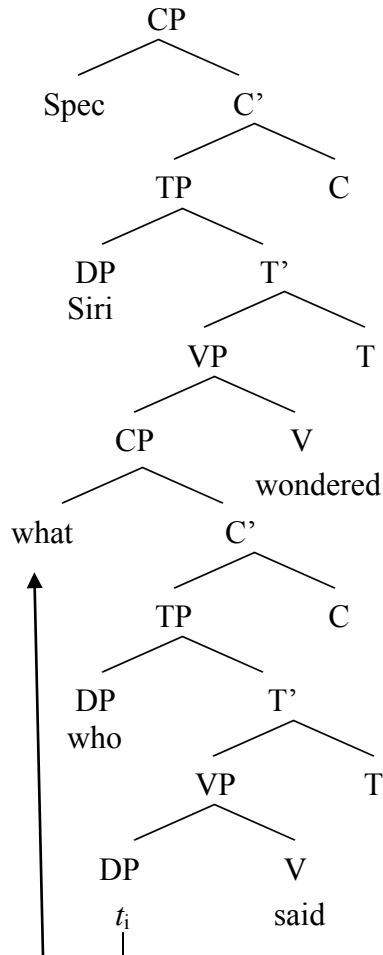 CP
Spec C’
TP C
DP T’
Siri
VP T
CP V
wondered
what C’
TP C
DP T’
who
VP T
DP V
ti said